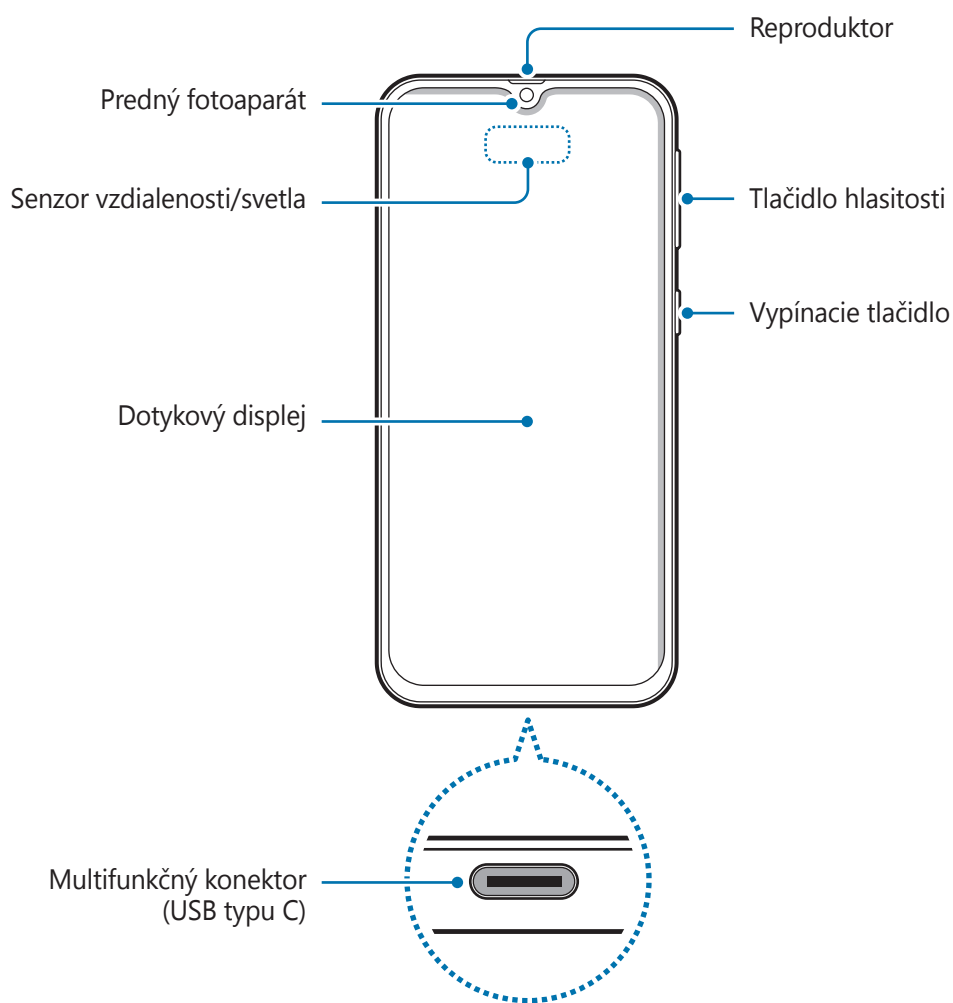 Reproduktor
Predný fotoaparát
Senzor vzdialenosti/svetla
Tlačidlo hlasitosti
Vypínacie tlačidlo
Dotykový displej
Multifunkčný konektor
(USB typu C)